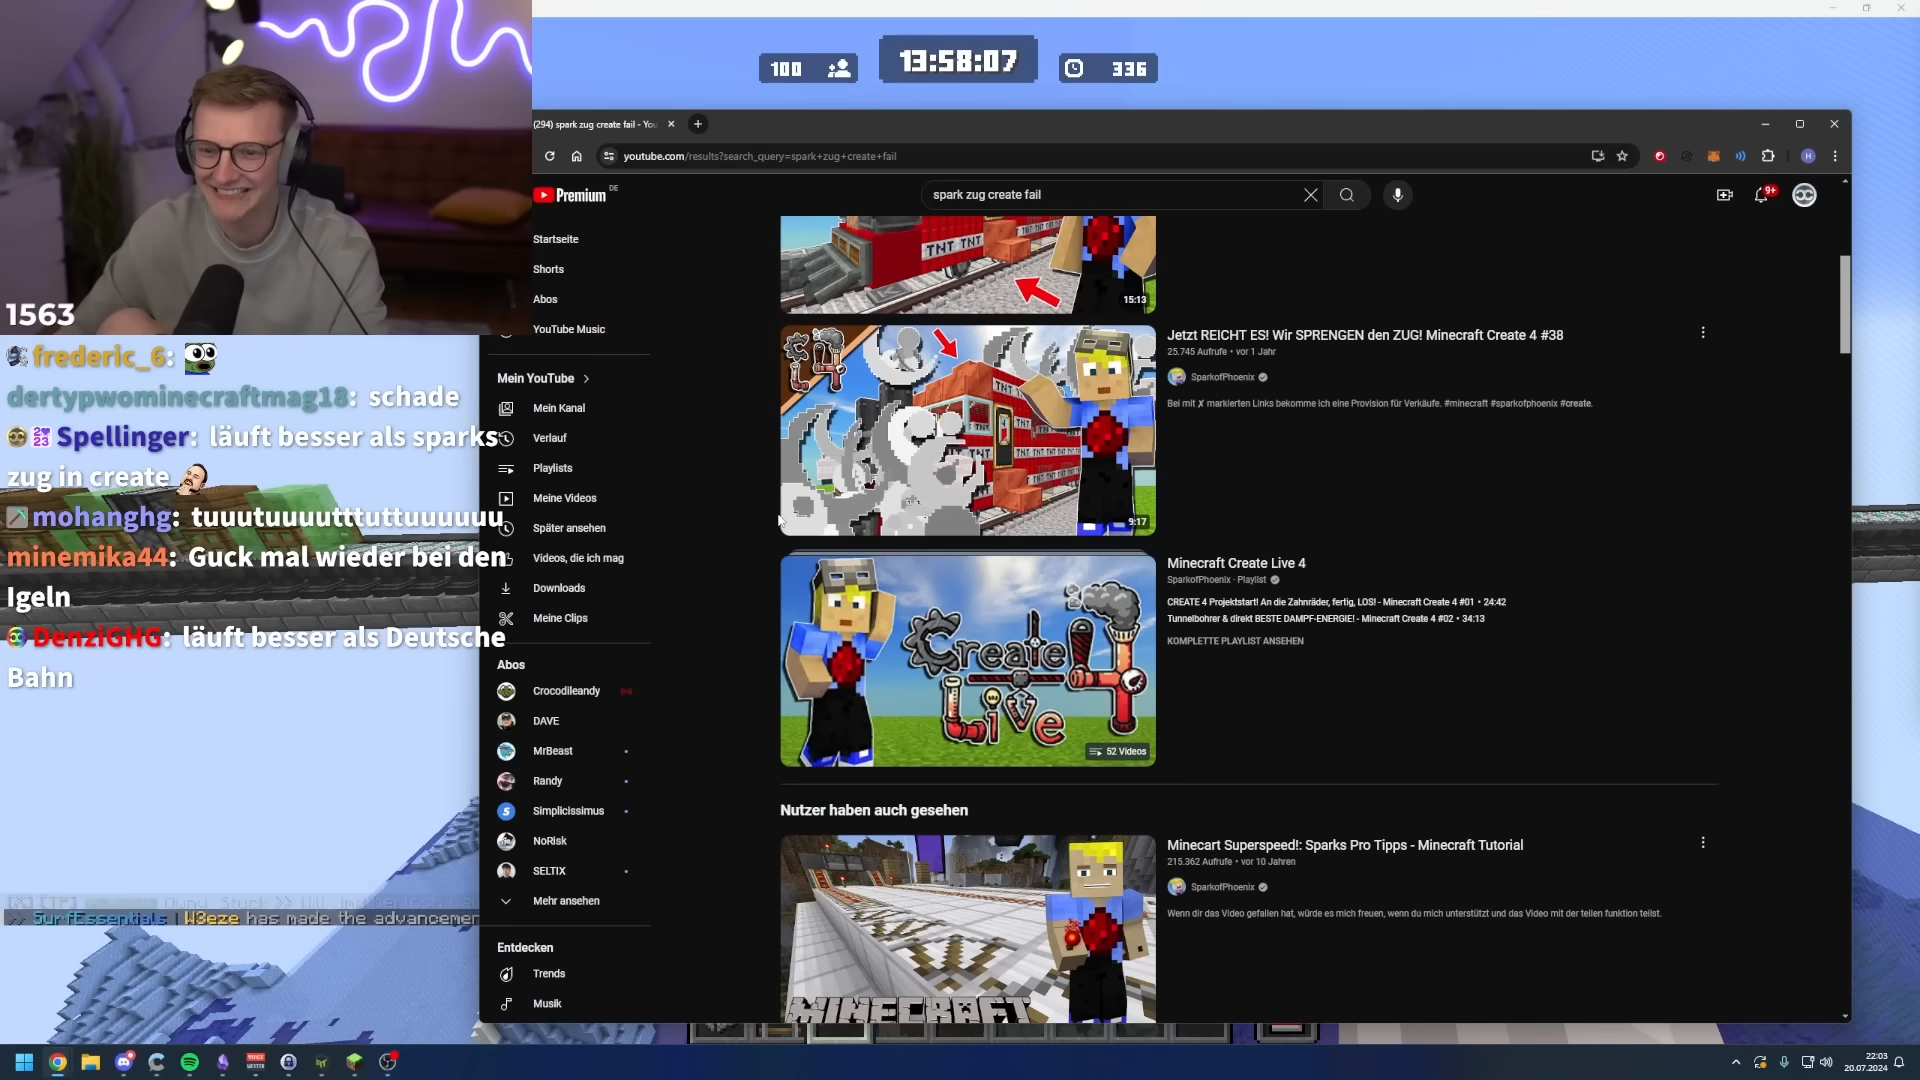 100
13:58:07
336
(294) spark zug create fail - You
youtube.com/results?search_query=spark+zug+create+fail
Premium DE
spark zug create fail
9+
Startseite
Shorts
Abos
YouTube Music
Mein YouTube
Mein Kanal
Verlauf
Playlists
Meine Videos
Später ansehen
Videos, die ich mag
Downloads
Meine Clips
Abos
Crocodileandy
DAVE
MrBeast
Randy
Simplicissimus
NoRisk
SELTIX
Mehr ansehen
Entdecken
Trends
Musik
TNT TNT TNT
15:13
Jetzt REICHT ES! Wir SPRENGEN den ZUG! Minecraft Create 4 #38
25.745 Aufrufe • vor 1 Jahr
SparkofPhoenix
Bei mit ✗ markierten Links bekomme ich eine Provision für Verkäufe. #minecraft #sparkofphoenix #create.
9:17
Create 4 Live
52 Videos
Minecraft Create Live 4
SparkofPhoenix · Playlist
CREATE 4 Projektstart! An die Zahnräder, fertig, LOS! - Minecraft Create 4 #01 • 24:42
Tunnelbohrer & direkt BESTE DAMPF-ENERGIE! - Minecraft Create 4 #02 • 34:13
KOMPLETTE PLAYLIST ANSEHEN
Nutzer haben auch gesehen
Minecart Superspeed!: Sparks Pro Tipps - Minecraft Tutorial
215.362 Aufrufe • vor 10 Jahren
SparkofPhoenix
Wenn dir das Video gefallen hat, würde es mich freuen, wenn du mich unterstützt und das Video mit der teilen funktion teilst.
MINECRAFT
1563
frederic_6:
dertypwominecraftmag18: schade
Spellinger: läuft besser als sparks
zug in create
mohanghg: tuuutuuuutttuttuuuuuu
minemika44: Guck mal wieder bei den
Igeln
DenziGHG: läuft besser als Deutsche
Bahn
>> SurfEssentials | W3eze has made the advancemen
22:03
20.07.2024